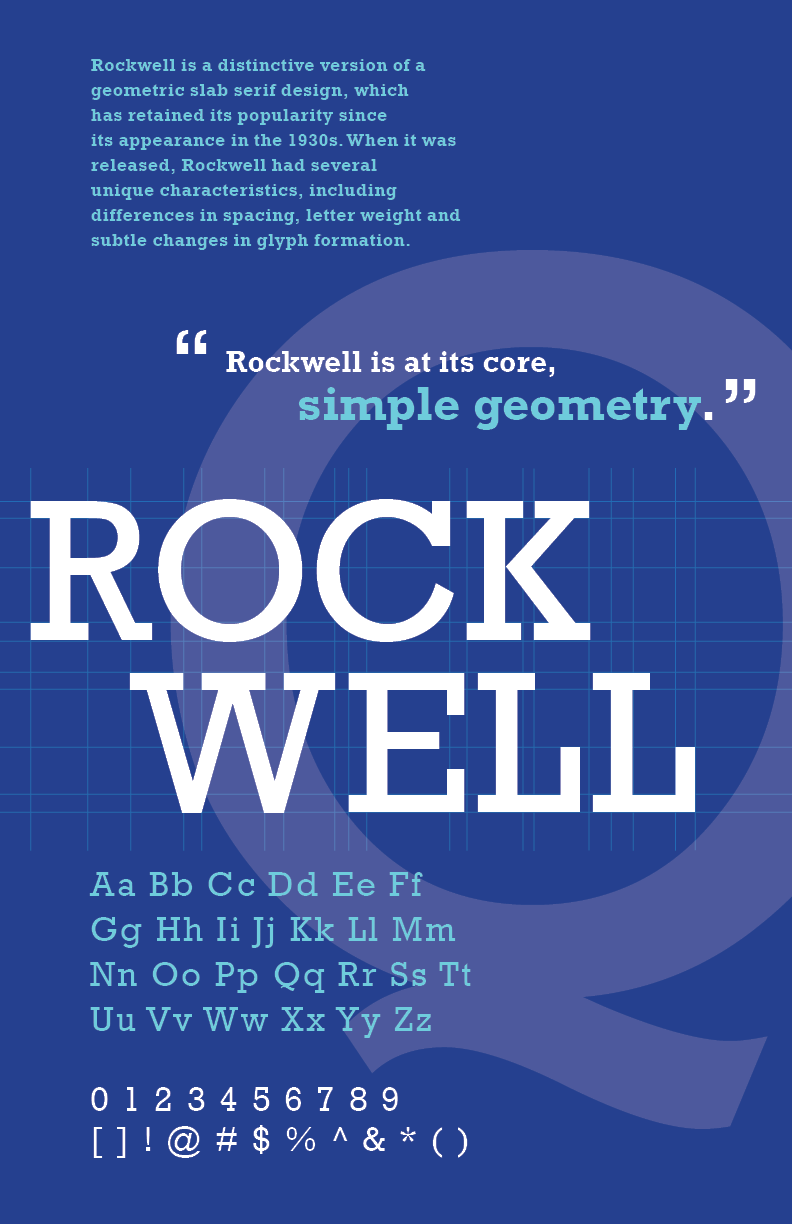 Rockwell is a distinctive version of a
geometric slab serif design, which
has retained its popularity since
its appearance in the 1930s. When it was
released, Rockwell had several
unique characteristics, including
differences in spacing, letter weight and
subtle changes in glyph formation.
“ Rockwell is at its core,
simple geometry. ”
ROCK
WELL
Aa Bb Cc Dd Ee Ff
Gg Hh Ii Jj Kk Ll Mm
Nn Oo Pp Qq Rr Ss Tt
Uu Vv Ww Xx Yy Zz
0 1 2 3 4 5 6 7 8 9
[ ] ! @ # $ % ^ & * ( )
Q